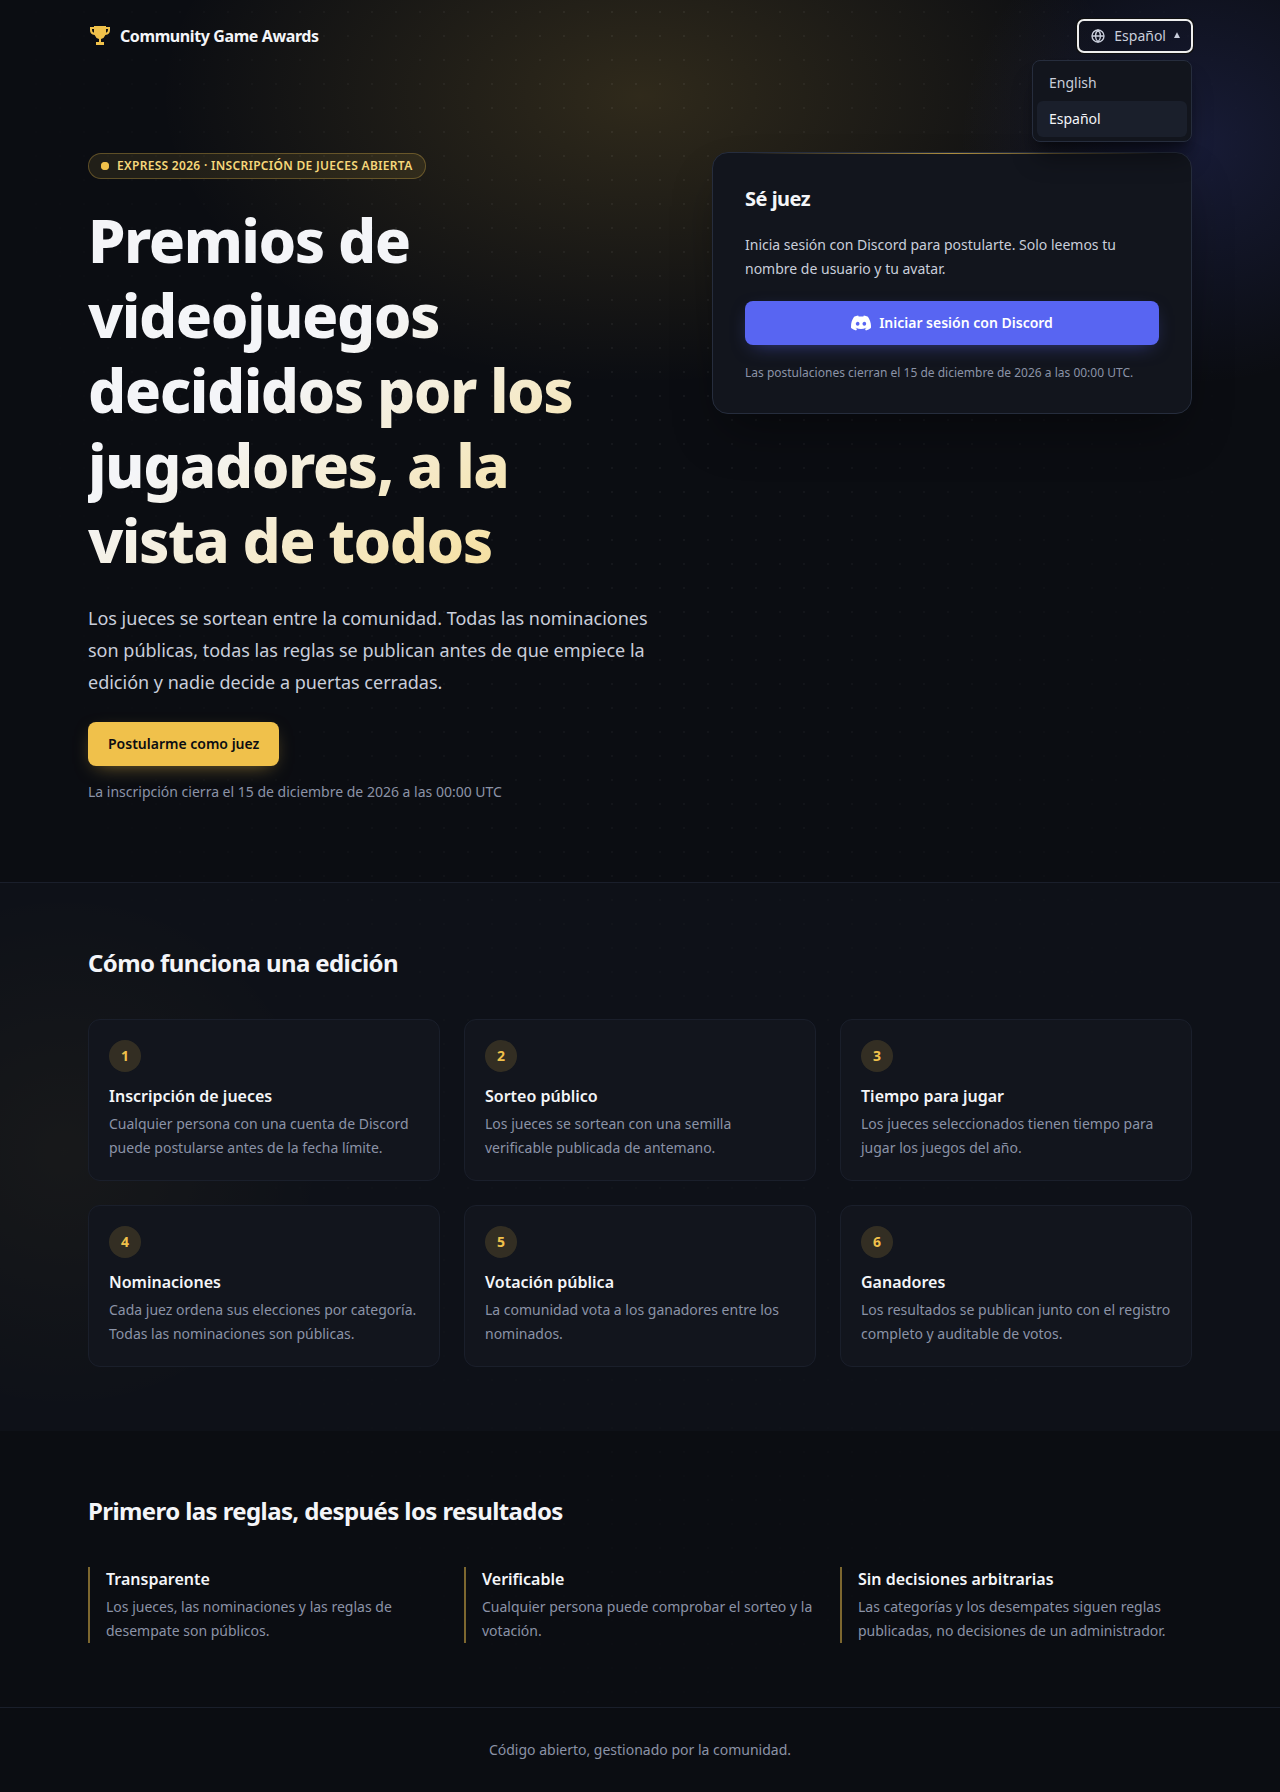 Community Game Awards
Español
English
Español
EXPRESS 2026 · INSCRIPCIÓN DE JUECES ABIERTA
Premios de
videojuegos
decididos por los
jugadores, a la
vista de todos
Los jueces se sortean entre la comunidad. Todas las nominaciones
son públicas, todas las reglas se publican antes de que empiece la
edición y nadie decide a puertas cerradas.
Postularme como juez
La inscripción cierra el 15 de diciembre de 2026 a las 00:00 UTC
Sé juez
Inicia sesión con Discord para postularte. Solo leemos tu
nombre de usuario y tu avatar.
Iniciar sesión con Discord
Las postulaciones cierran el 15 de diciembre de 2026 a las 00:00 UTC.
Cómo funciona una edición
1
Inscripción de jueces
Cualquier persona con una cuenta de Discord
puede postularse antes de la fecha límite.
2
Sorteo público
Los jueces se sortean con una semilla
verificable publicada de antemano.
3
Tiempo para jugar
Los jueces seleccionados tienen tiempo para
jugar los juegos del año.
4
Nominaciones
Cada juez ordena sus elecciones por categoría.
Todas las nominaciones son públicas.
5
Votación pública
La comunidad vota a los ganadores entre los
nominados.
6
Ganadores
Los resultados se publican junto con el registro
completo y auditable de votos.
Primero las reglas, después los resultados
Transparente
Los jueces, las nominaciones y las reglas de
desempate son públicos.
Verificable
Cualquier persona puede comprobar el sorteo y la
votación.
Sin decisiones arbitrarias
Las categorías y los desempates siguen reglas
publicadas, no decisiones de un administrador.
Código abierto, gestionado por la comunidad.